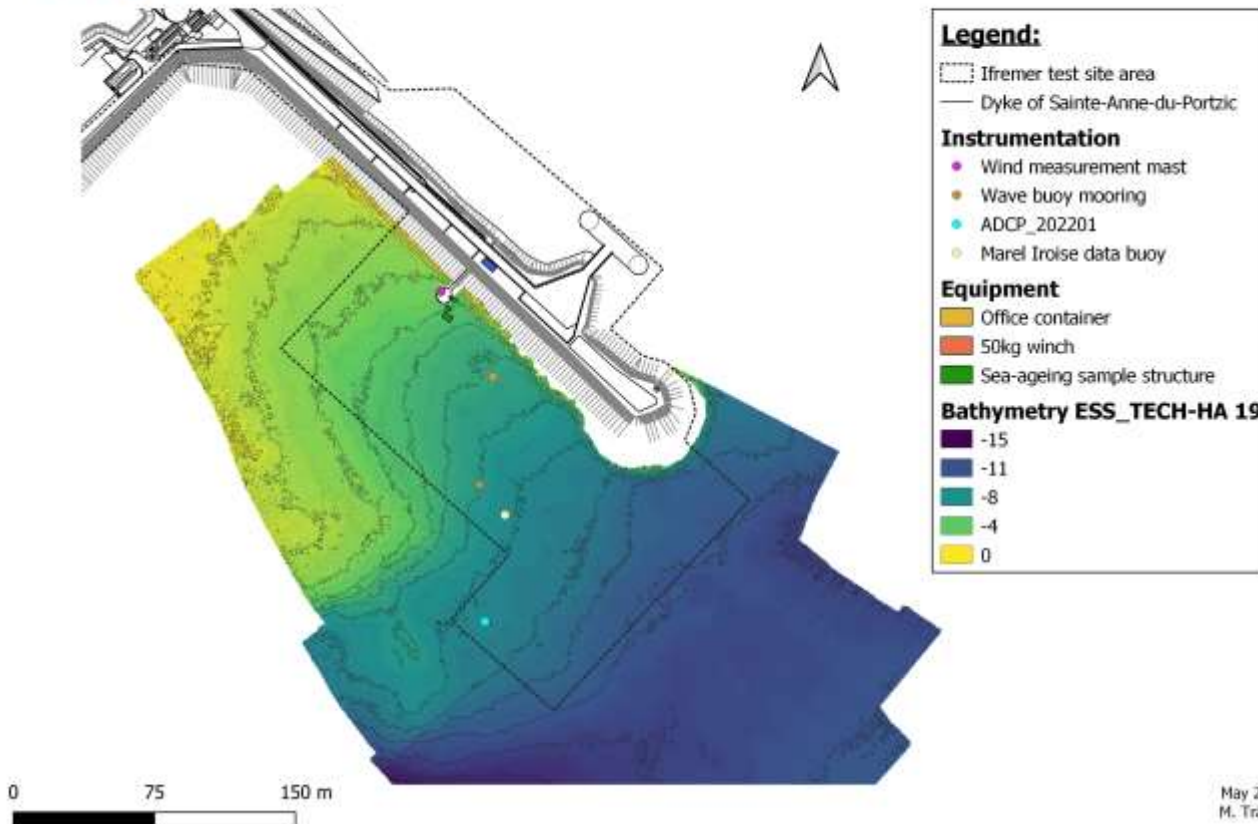 Legend:
Ifremer test site area
Dyke of Sainte-Anne-du-Portzic
Instrumentation
Wind measurement mast
Wave buoy mooring
ADCP_202201
Marel Iroise data buoy
Equipment
Office container
50kg winch
Sea-ageing sample structure
Bathymetry ESS_TECH-HA 19
-15
-11
-8
-4
0
0 75 150 m
May 2
M. Tra